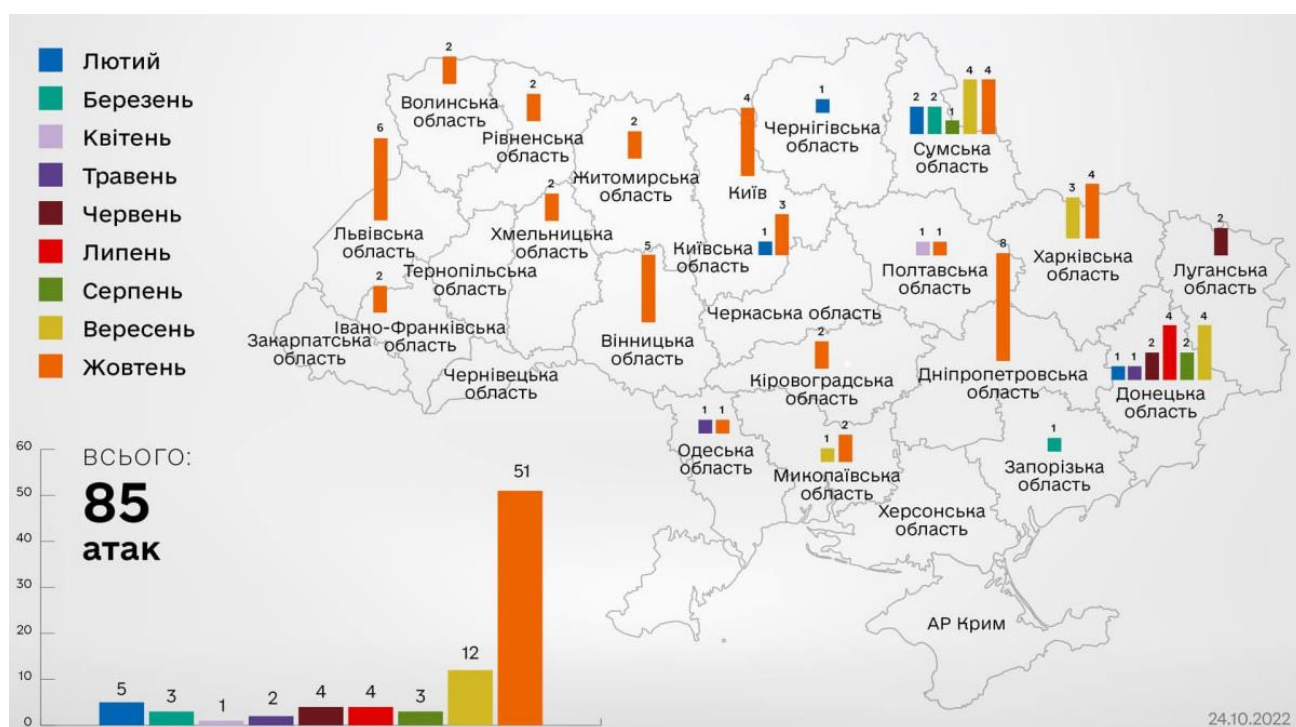 Лютий
Березень
Квітень
Травень
Червень
Липень
Серпень
Вересень
Жовтень
2
Волинська
область
2
Рівненська
область
2
Житомирська
область
4
Київ
1
Чернігівська
область
2 2 1 4 4
Сумська
область
6
Львівська
область
2
Хмельницька
область
Тернопільська
область
1 3
Київська
область
1 1
Полтавська
область
3 4
Харківська
область
2
Луганська
область
2
Івано-Франківська
область
Закарпатська
область
Чернівецька
область
5
Вінницька
область
Черкаська область
2
Кіровоградська
область
8
Дніпропетровська
область
1 1 2 4 2 4
Донецька
область
1 1
Одеська
область
1 2
Миколаївська
область
1
Запорізька
область
Херсонська
область
АР Крим
ВСЬОГО:
85
атак
60
50
40
30
20
10
0
5 3 1 2 4 4 3 12 51
24.10.2022